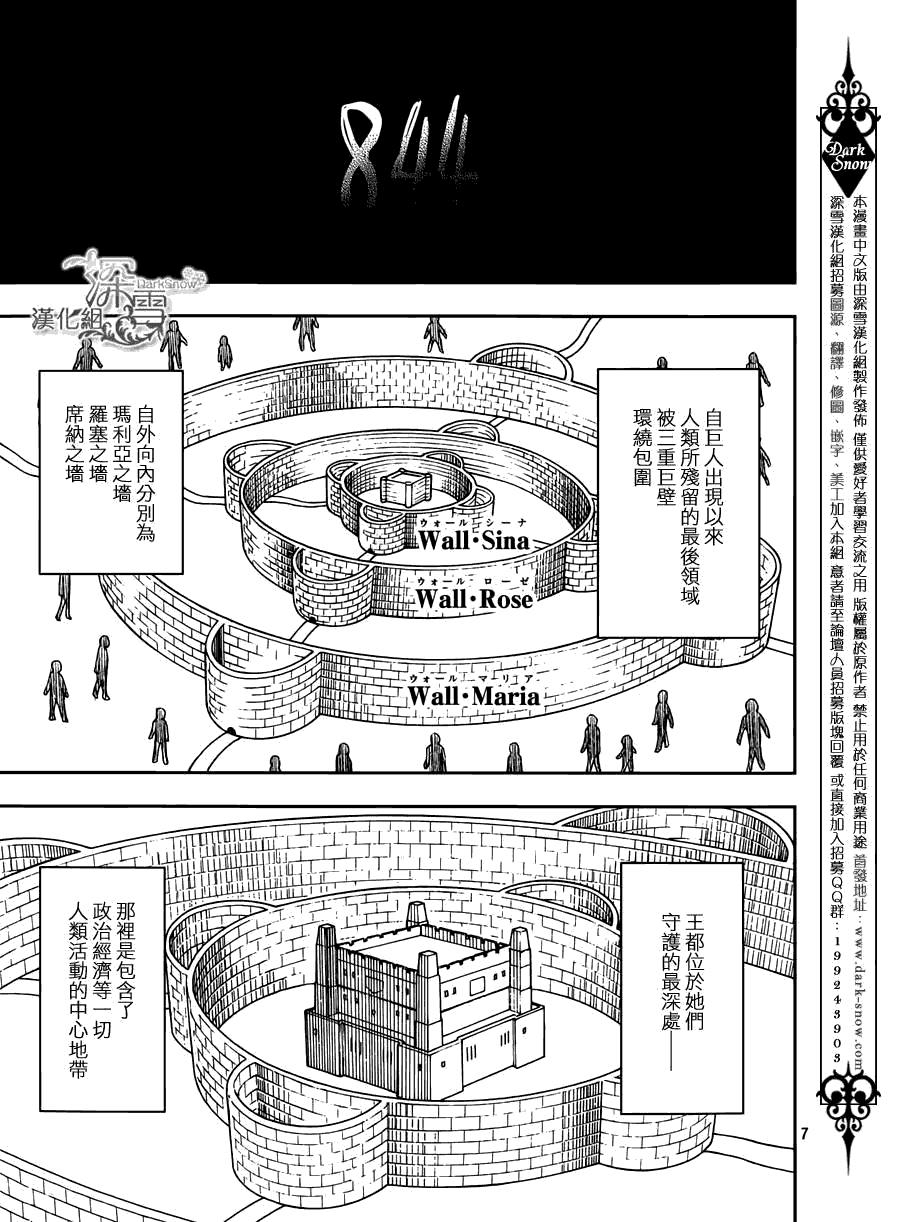 844
自巨人出現以來
人類所殘留的最後領域
被三重巨壁
環繞包圍
自外向內分別為
瑪利亞之墻
羅塞之墻
席納之墻
ウォール・シーナ
Wall・Sina
ウォール ローゼ
Wall・Rose
ウォール マーリア
Wall・Maria
王都位於她們
守護的最深處——
那裡是包含了
政治經濟等一切
人類活動的中心地帶
7
深雪
DarkSnow
漢化組
Dark
Snow
本漫畫中文版由深雪漢化組製作發佈 僅供愛好者學習交流之用 版權屬於原作者 禁止用於任何商業用途 首發地址：www.dark-snow.com
深雪漢化組招募圖源、翻譯、修圖、嵌字、美工加入本組 意者請至論壇人員招募版塊回覆 或直接加入招募QQ群：199243903